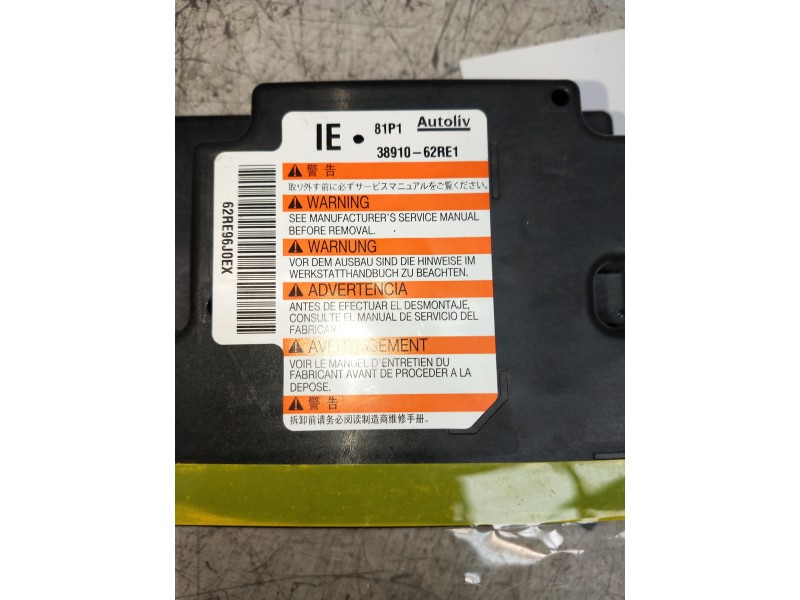 IE • 81P1 Autoliv
38910-62RE1
62RE96J0EX
警告
取り外す前に必ずサービスマニュアルをご覧ください。
WARNING
SEE MANUFACTURER'S SERVICE MANUAL
BEFORE REMOVAL.
WARNUNG
VOR DEM AUSBAU SIND DIE HINWEISE IM
WERKSTATTHANDBUCH ZU BEACHTEN.
ADVERTENCIA
ANTES DE EFECTUAR EL DESMONTAJE,
CONSULTE EL MANUAL DE SERVICIO DEL
FABRICANTE
AVERTISSEMENT
VOIR LE MANUEL D'ENTRETIEN DU
FABRICANT AVANT DE PROCEDER A LA
DEPOSE.
警告
拆卸前请务必阅读制造商维修手册。